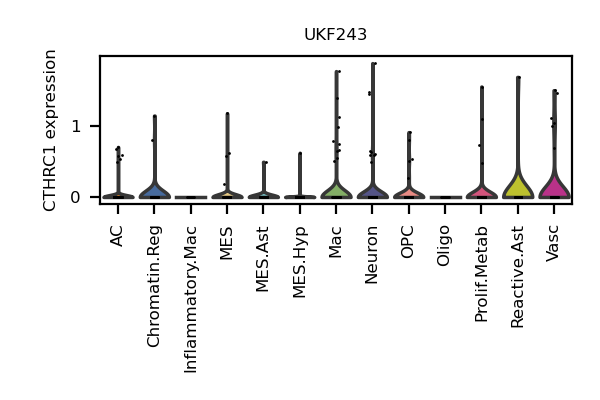 UKF243
CTHRC1 expression
1
0
AC
Chromatin.Reg
Inflammatory.Mac
MES
MES.Ast
MES.Hyp
Mac
Neuron
OPC
Oligo
Prolif.Metab
Reactive.Ast
Vasc